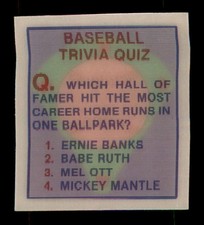 BASEBALL
TRIVIA QUIZ
Q. WHICH HALL OF
FAMER HIT THE MOST
CAREER HOME RUNS IN
ONE BALLPARK?
1. ERNIE BANKS
2. BABE RUTH
3. MEL OTT
4. MICKEY MANTLE